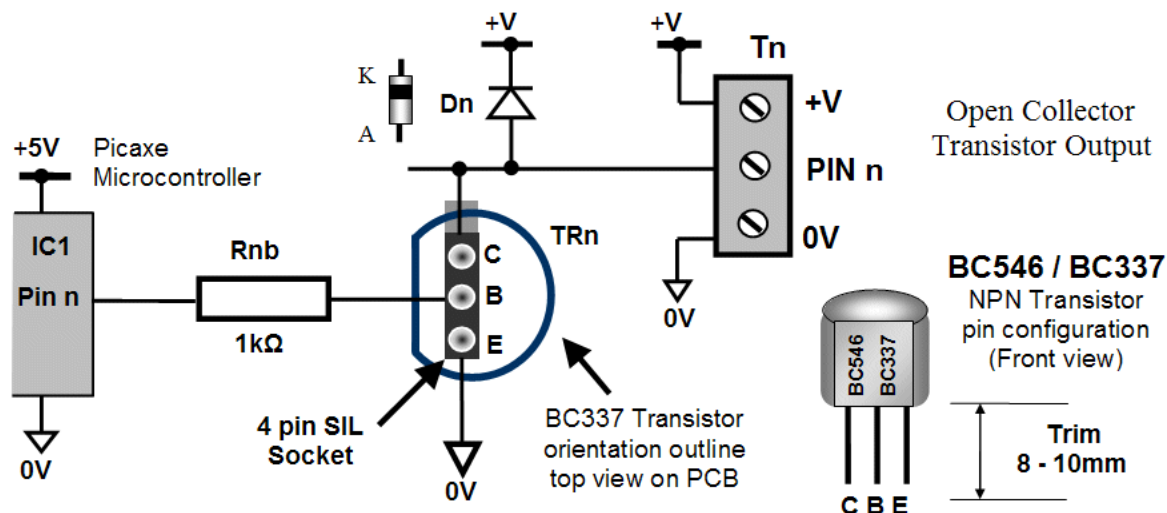 +V
+V
Tn
K
A
Dn
+V
Open Collector
Transistor Output
+5V
Picaxe
Microcontroller
PIN n
IC1
Pin n
Rnb
1kΩ
TRn
C
B
E
0V
0V
BC546 / BC337
NPN Transistor
pin configuration
(Front view)
BC546
BC337
4 pin SIL
Socket
BC337 Transistor
orientation outline
top view on PCB
Trim
8 - 10mm
0V
0V
C B E